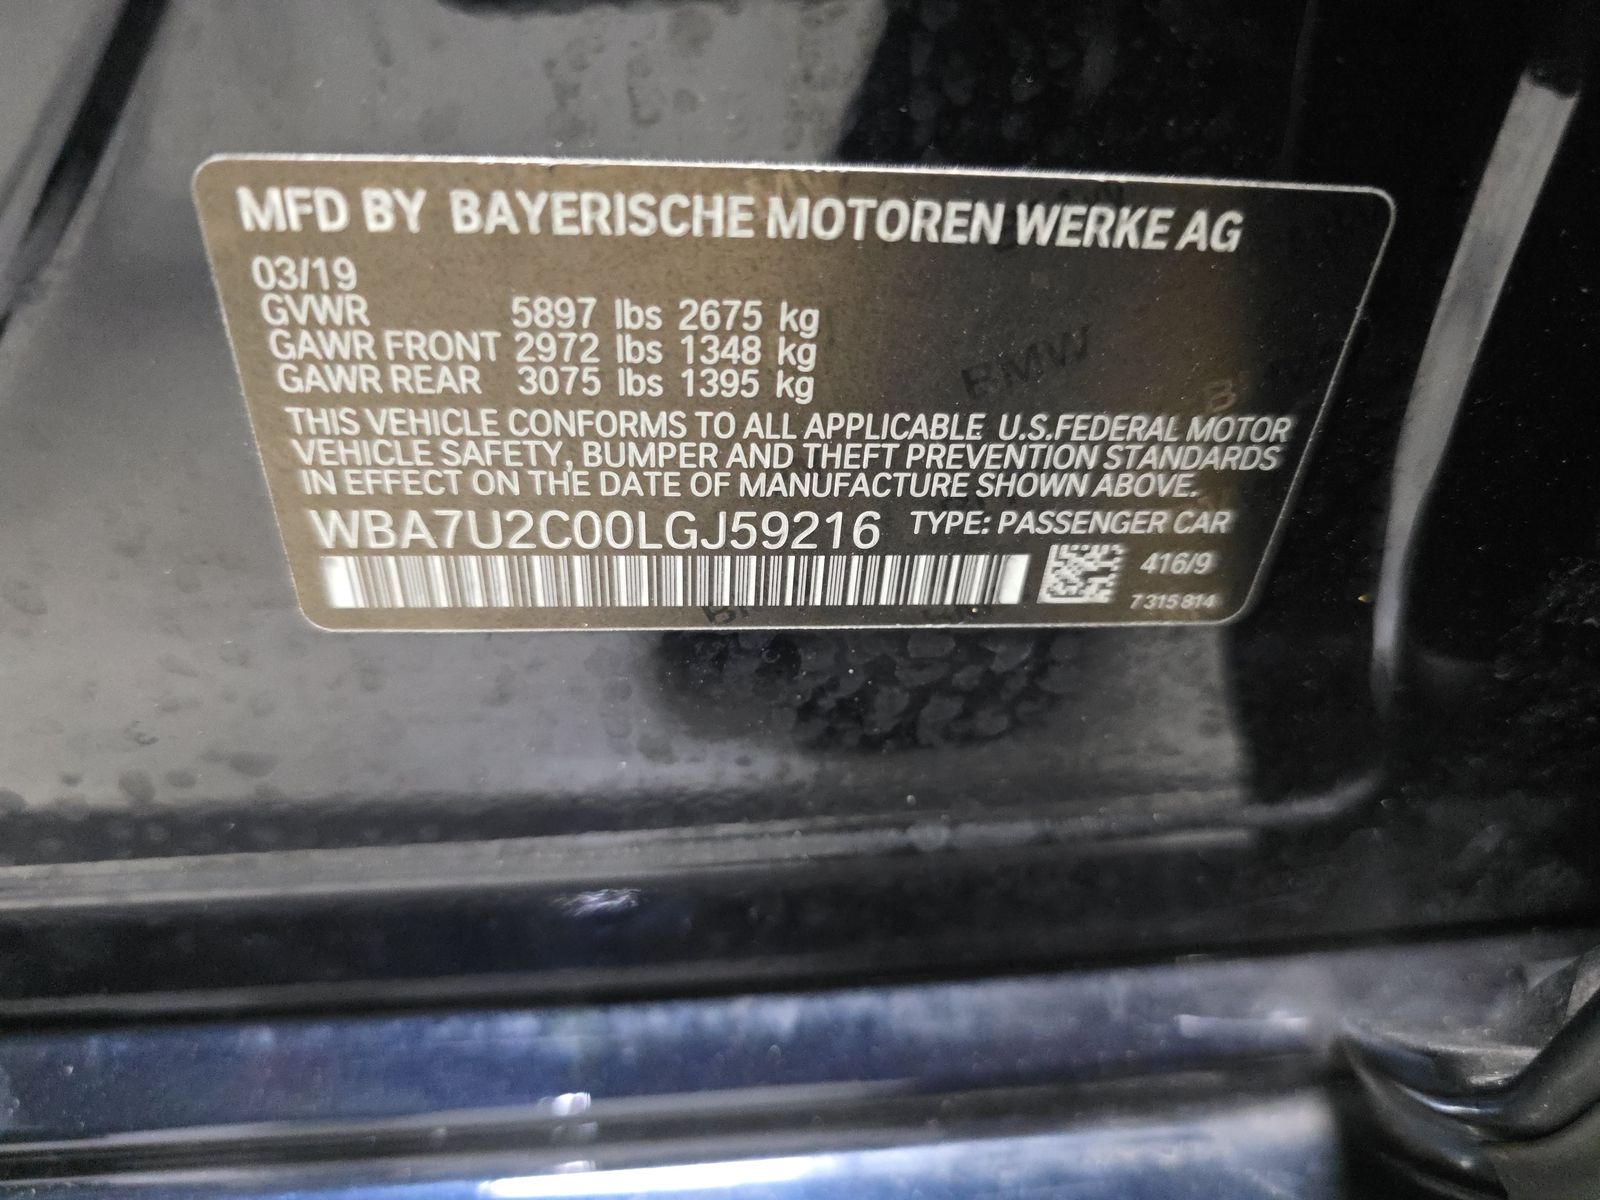 MFD BY BAYERISCHE MOTOREN WERKE AG
03/19
GVWR 5897 lbs 2675 kg
GAWR FRONT 2972 lbs 1348 kg
GAWR REAR 3075 lbs 1395 kg
THIS VEHICLE CONFORMS TO ALL APPLICABLE U.S.FEDERAL MOTOR
VEHICLE SAFETY, BUMPER AND THEFT PREVENTION STANDARDS
IN EFFECT ON THE DATE OF MANUFACTURE SHOWN ABOVE.
WBA7U2C00LGJ59216 TYPE: PASSENGER CAR
416/9
7 315 814
BMW